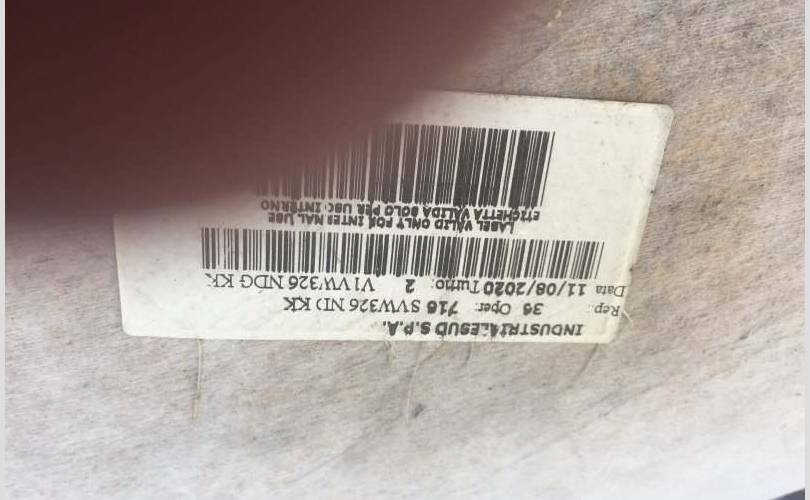 INDUSTRIALESUD S.P.A.
Rep.: 36 Oper: 716 SVW326 ND KK
Data 11/08/2020 Turno: 2 V1VW326 NDG KK
LABEL VALID ONLY FOR INTERNAL USE
ETICHETTA VALIDA SOLO PER USO INTERNO